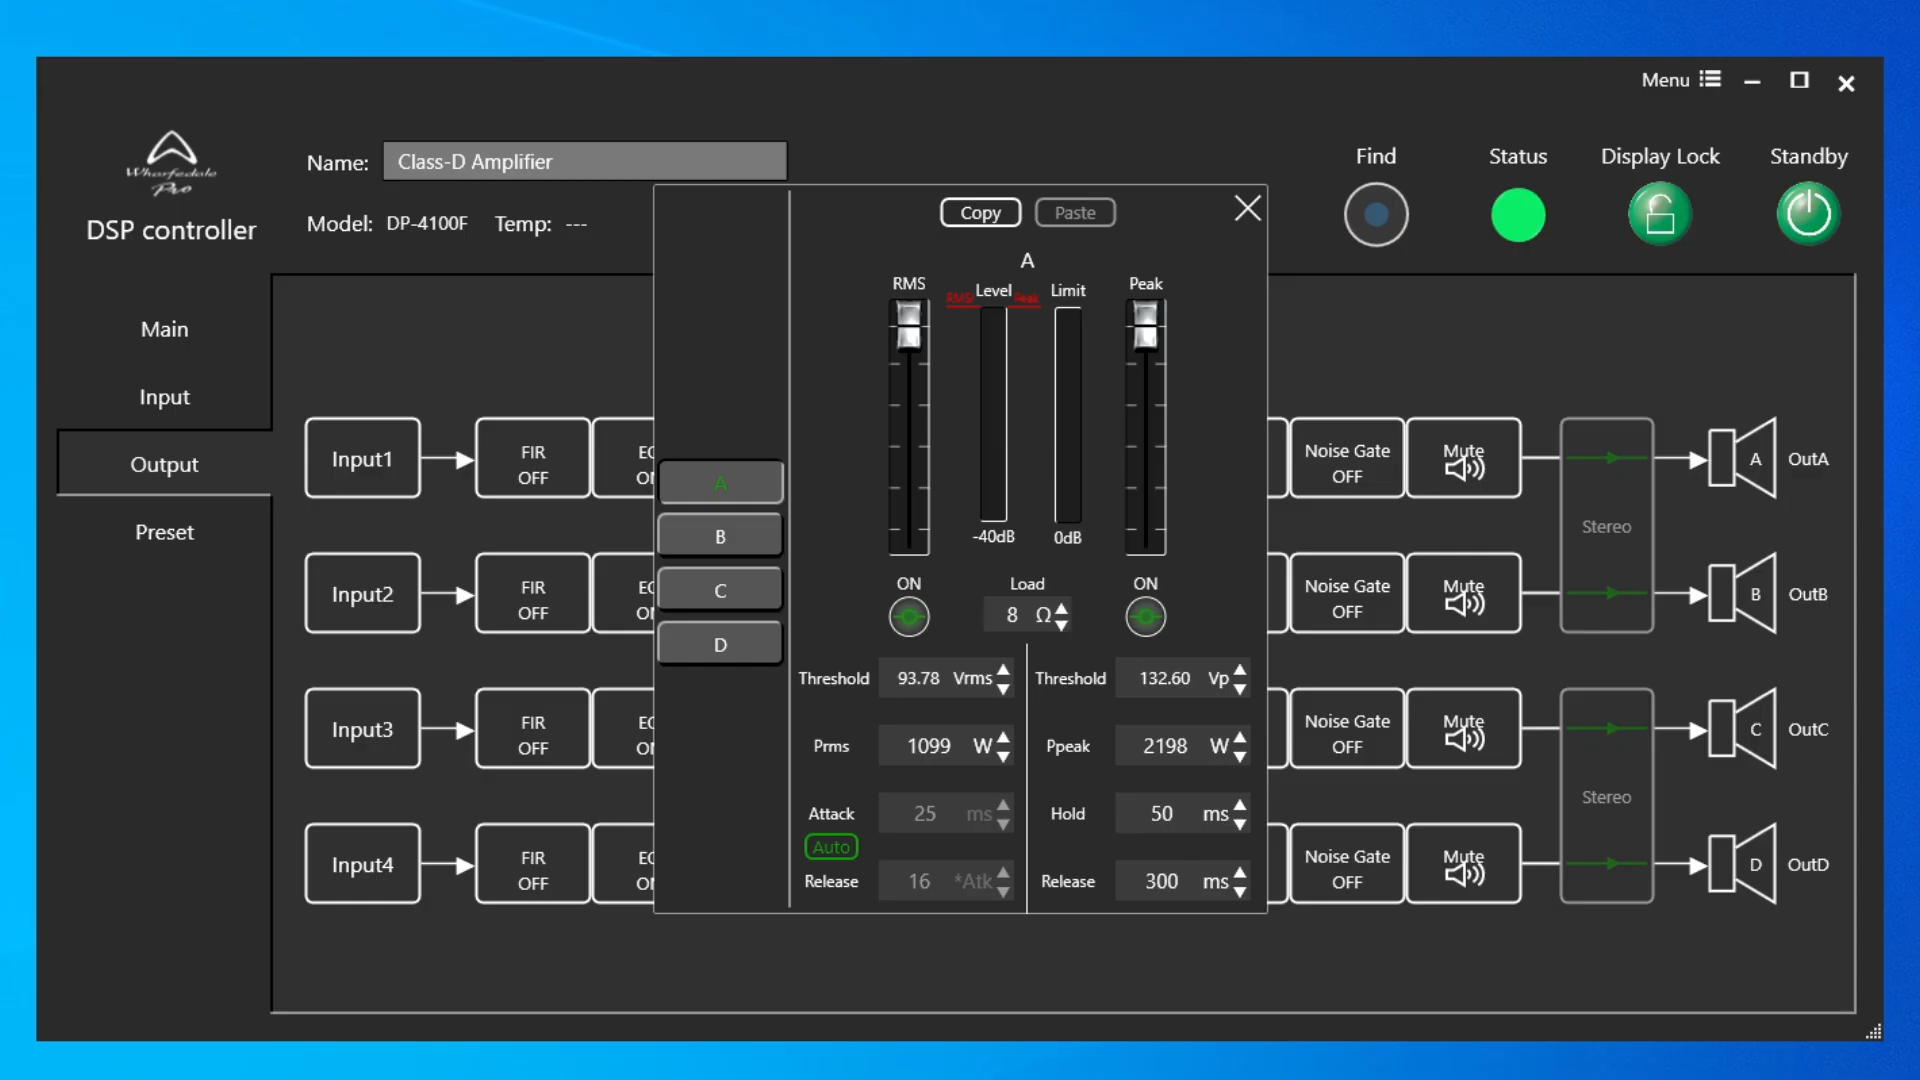 Menu
Wharfedale
Pro
DSP controller
Name: Class-D Amplifier
Model: DP-4100F Temp: ---
Find Status Display Lock Standby
Main
Input
Output
Preset
Copy Paste
A
RMS Level Limit Peak
RMS Peak
-40dB 0dB
ON Load ON
8 Ω
Threshold 93.78 Vrms Threshold 132.60 Vp
Prms 1099 W Ppeak 2198 W
Attack 25 ms Hold 50 ms
Auto
Release 16 *Atk Release 300 ms
A
B
C
D
Input1 FIR OFF Noise Gate OFF Mute A OutA
Stereo
Input2 FIR OFF Noise Gate OFF Mute B OutB
Input3 FIR OFF Noise Gate OFF Mute C OutC
Stereo
Input4 FIR OFF Noise Gate OFF Mute D OutD